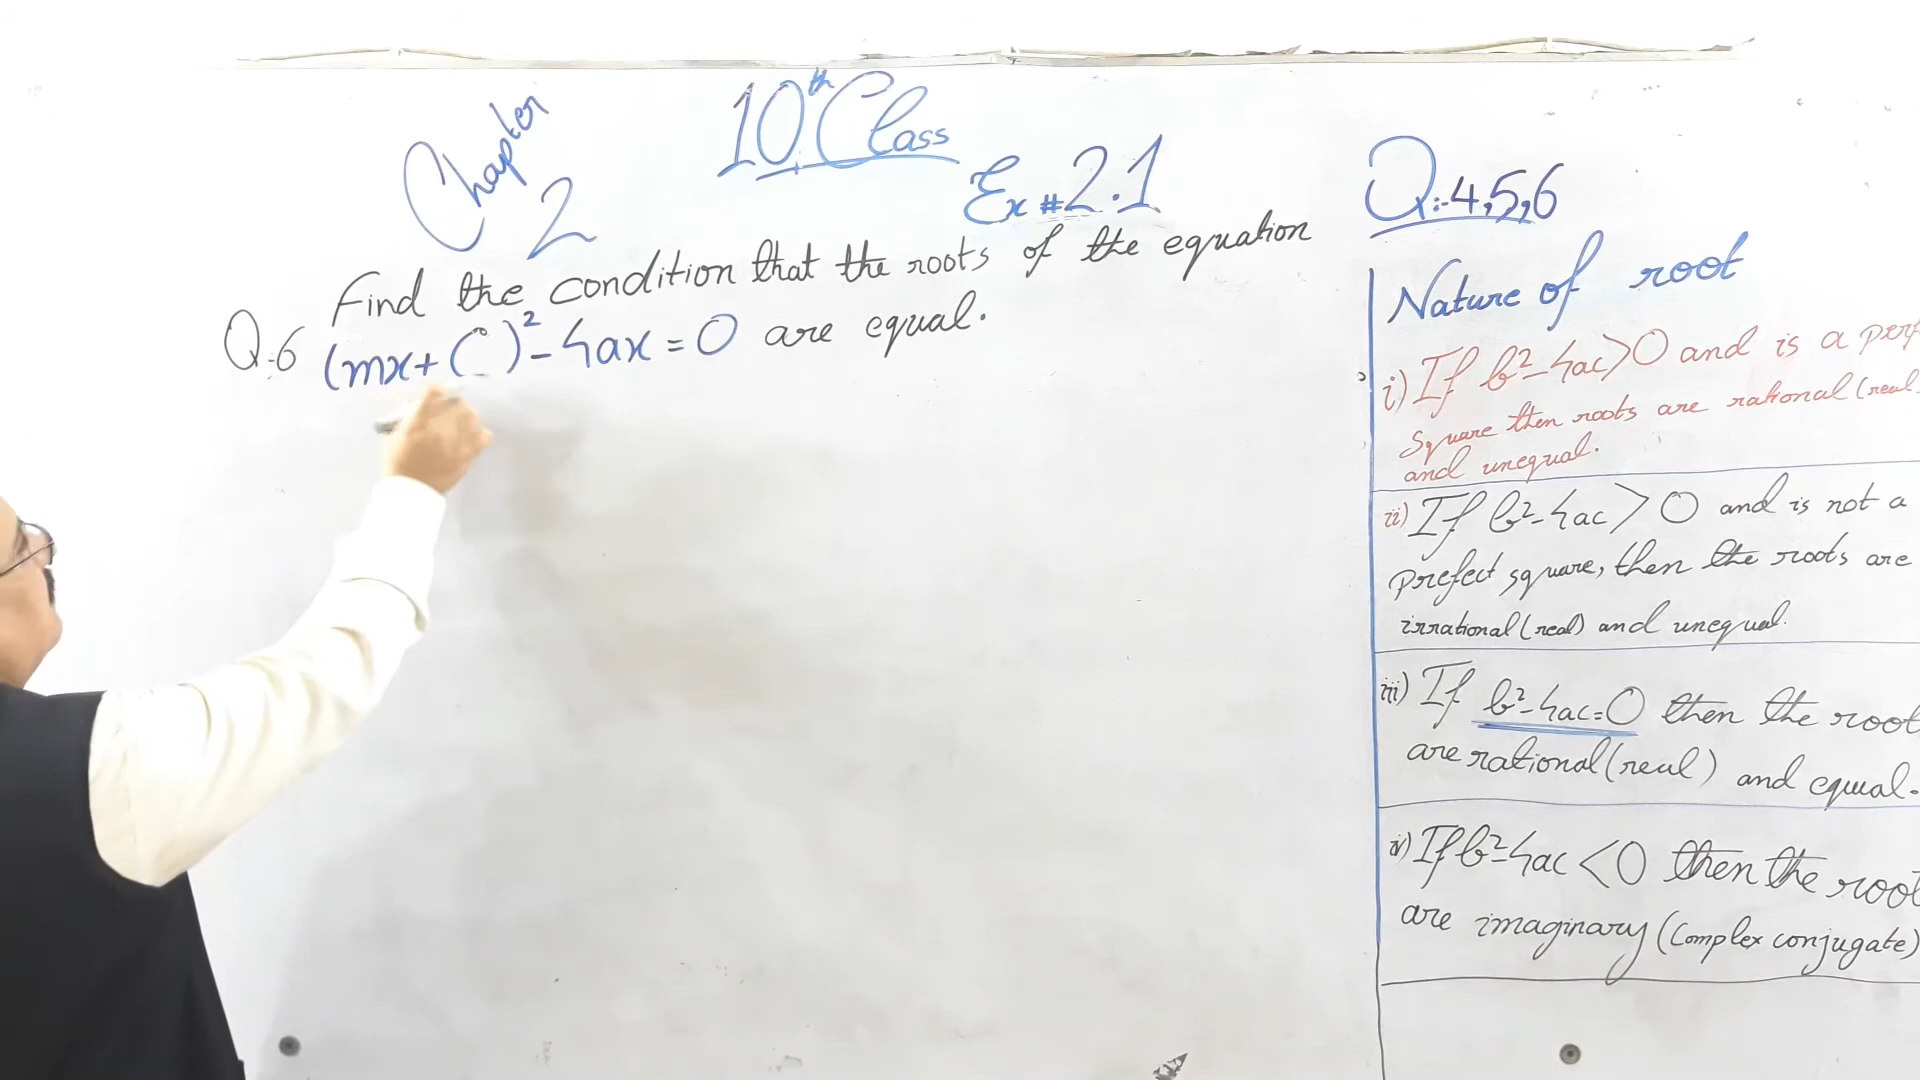 Chapter 2
10th Class
Ex #2.1
Q:-4,5,6
Find the condition that the roots of the equation
Q.6 (mx+C)²-4ax=0 are equal.
Nature of root
i) If b²-4ac>0 and is a perf
Square then roots are rational (real
and unequal.
ii) If b²-4ac > 0 and is not a
prefect square, then the roots are
irrational (real) and unequal.
iii) If b²-4ac=0 then the root
are rational (real) and equal.
iv) If b²-4ac <0 then the root
are imaginary (Complex conjugate)